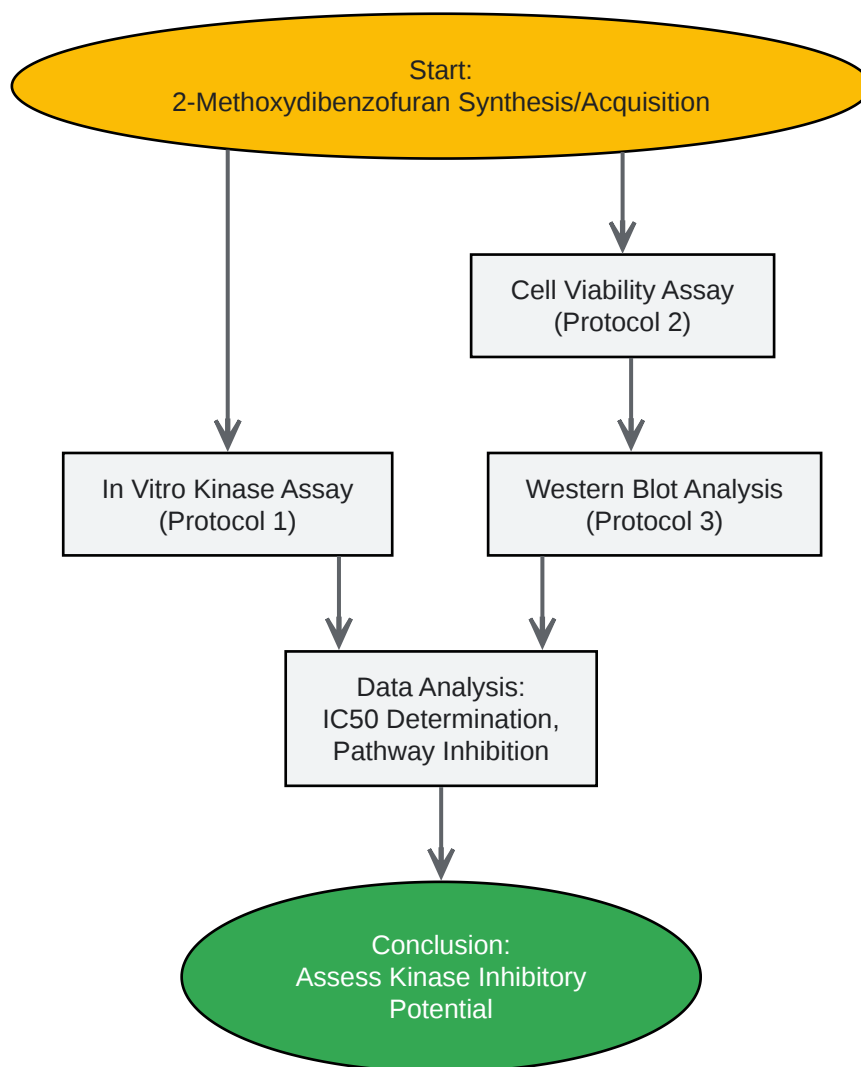 Start:
2-Methoxydibenzofuran Synthesis/Acquisition
Cell Viability Assay
(Protocol 2)
In Vitro Kinase Assay
(Protocol 1)
Western Blot Analysis
(Protocol 3)
Data Analysis:
IC50 Determination,
Pathway Inhibition
Conclusion:
Assess Kinase Inhibitory
Potential